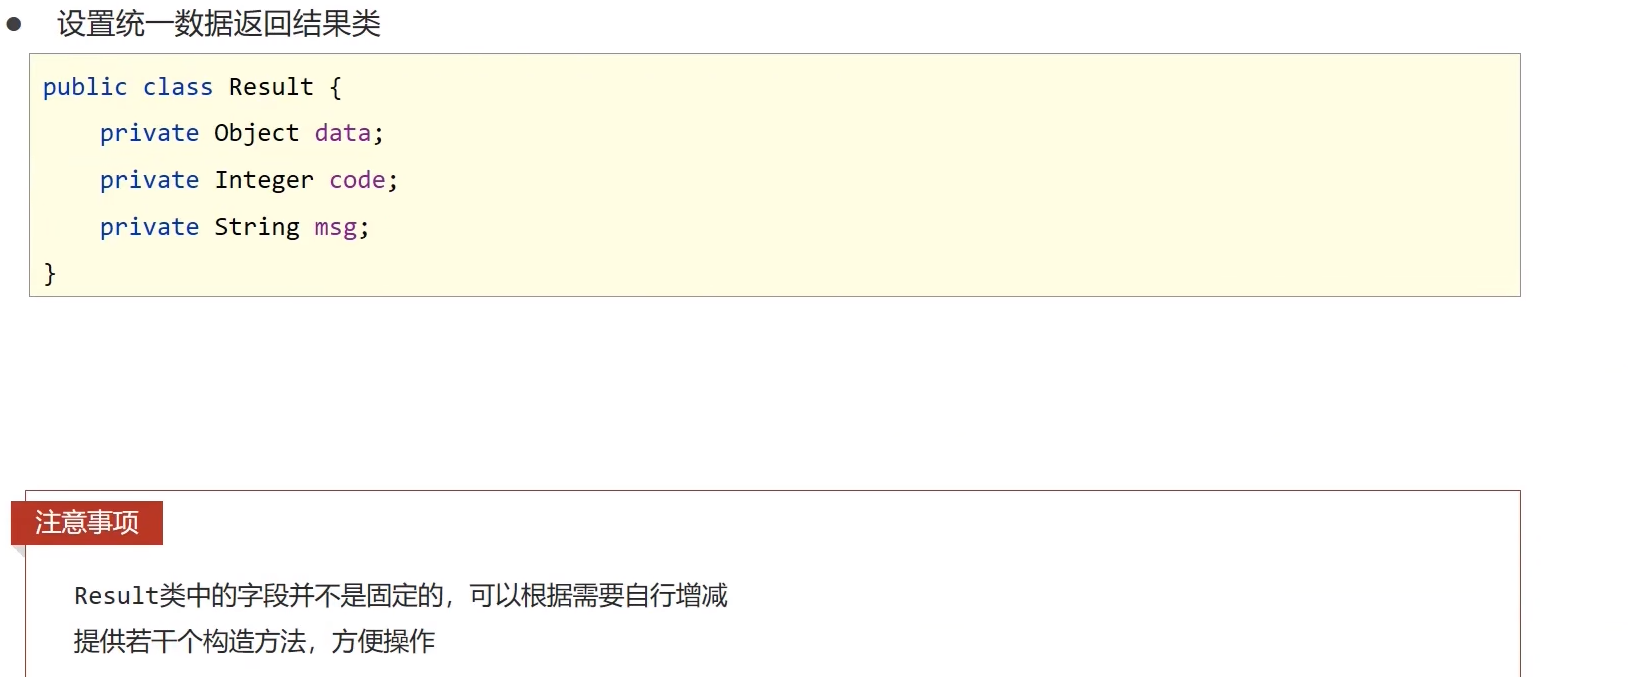 ● 设置统一数据返回结果类
public class Result {
    private Object data;
    private Integer code;
    private String msg;
}
注意事项
Result类中的字段并不是固定的，可以根据需要自行增减
提供若干个构造方法，方便操作